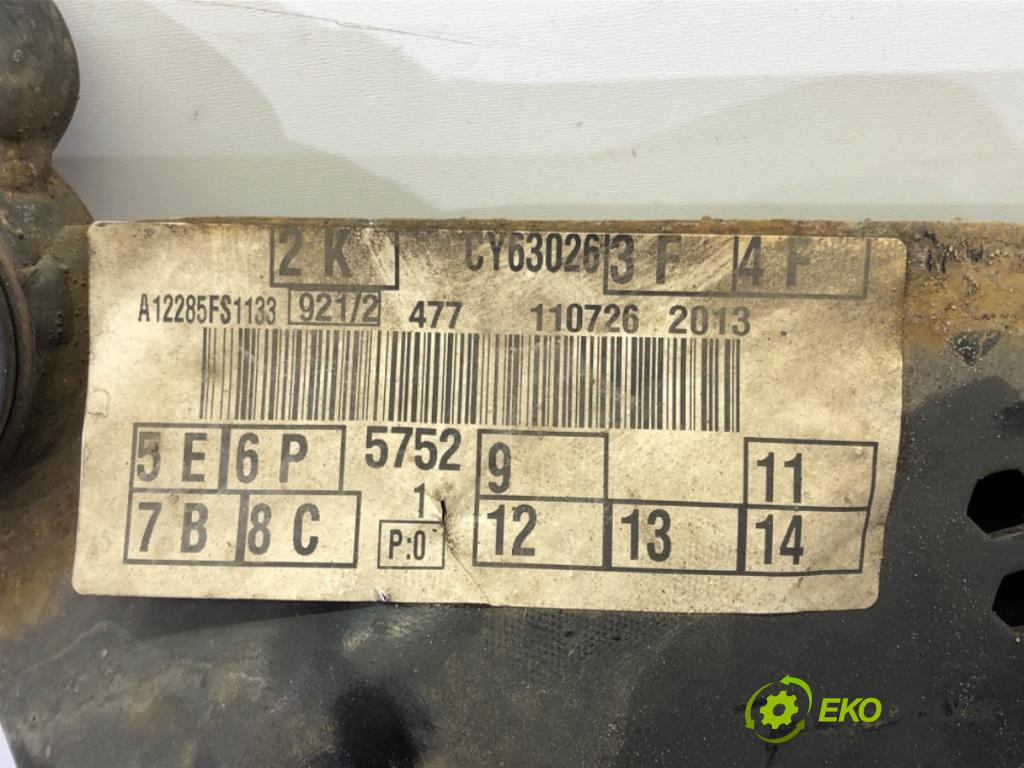 2 K CY63026 3 F 4 F
A12285FS1133 921/2 477 110726 2013
5 E 6 P 5752 9 11
7 B 8 C 1 12 13 14
P:0
EKO